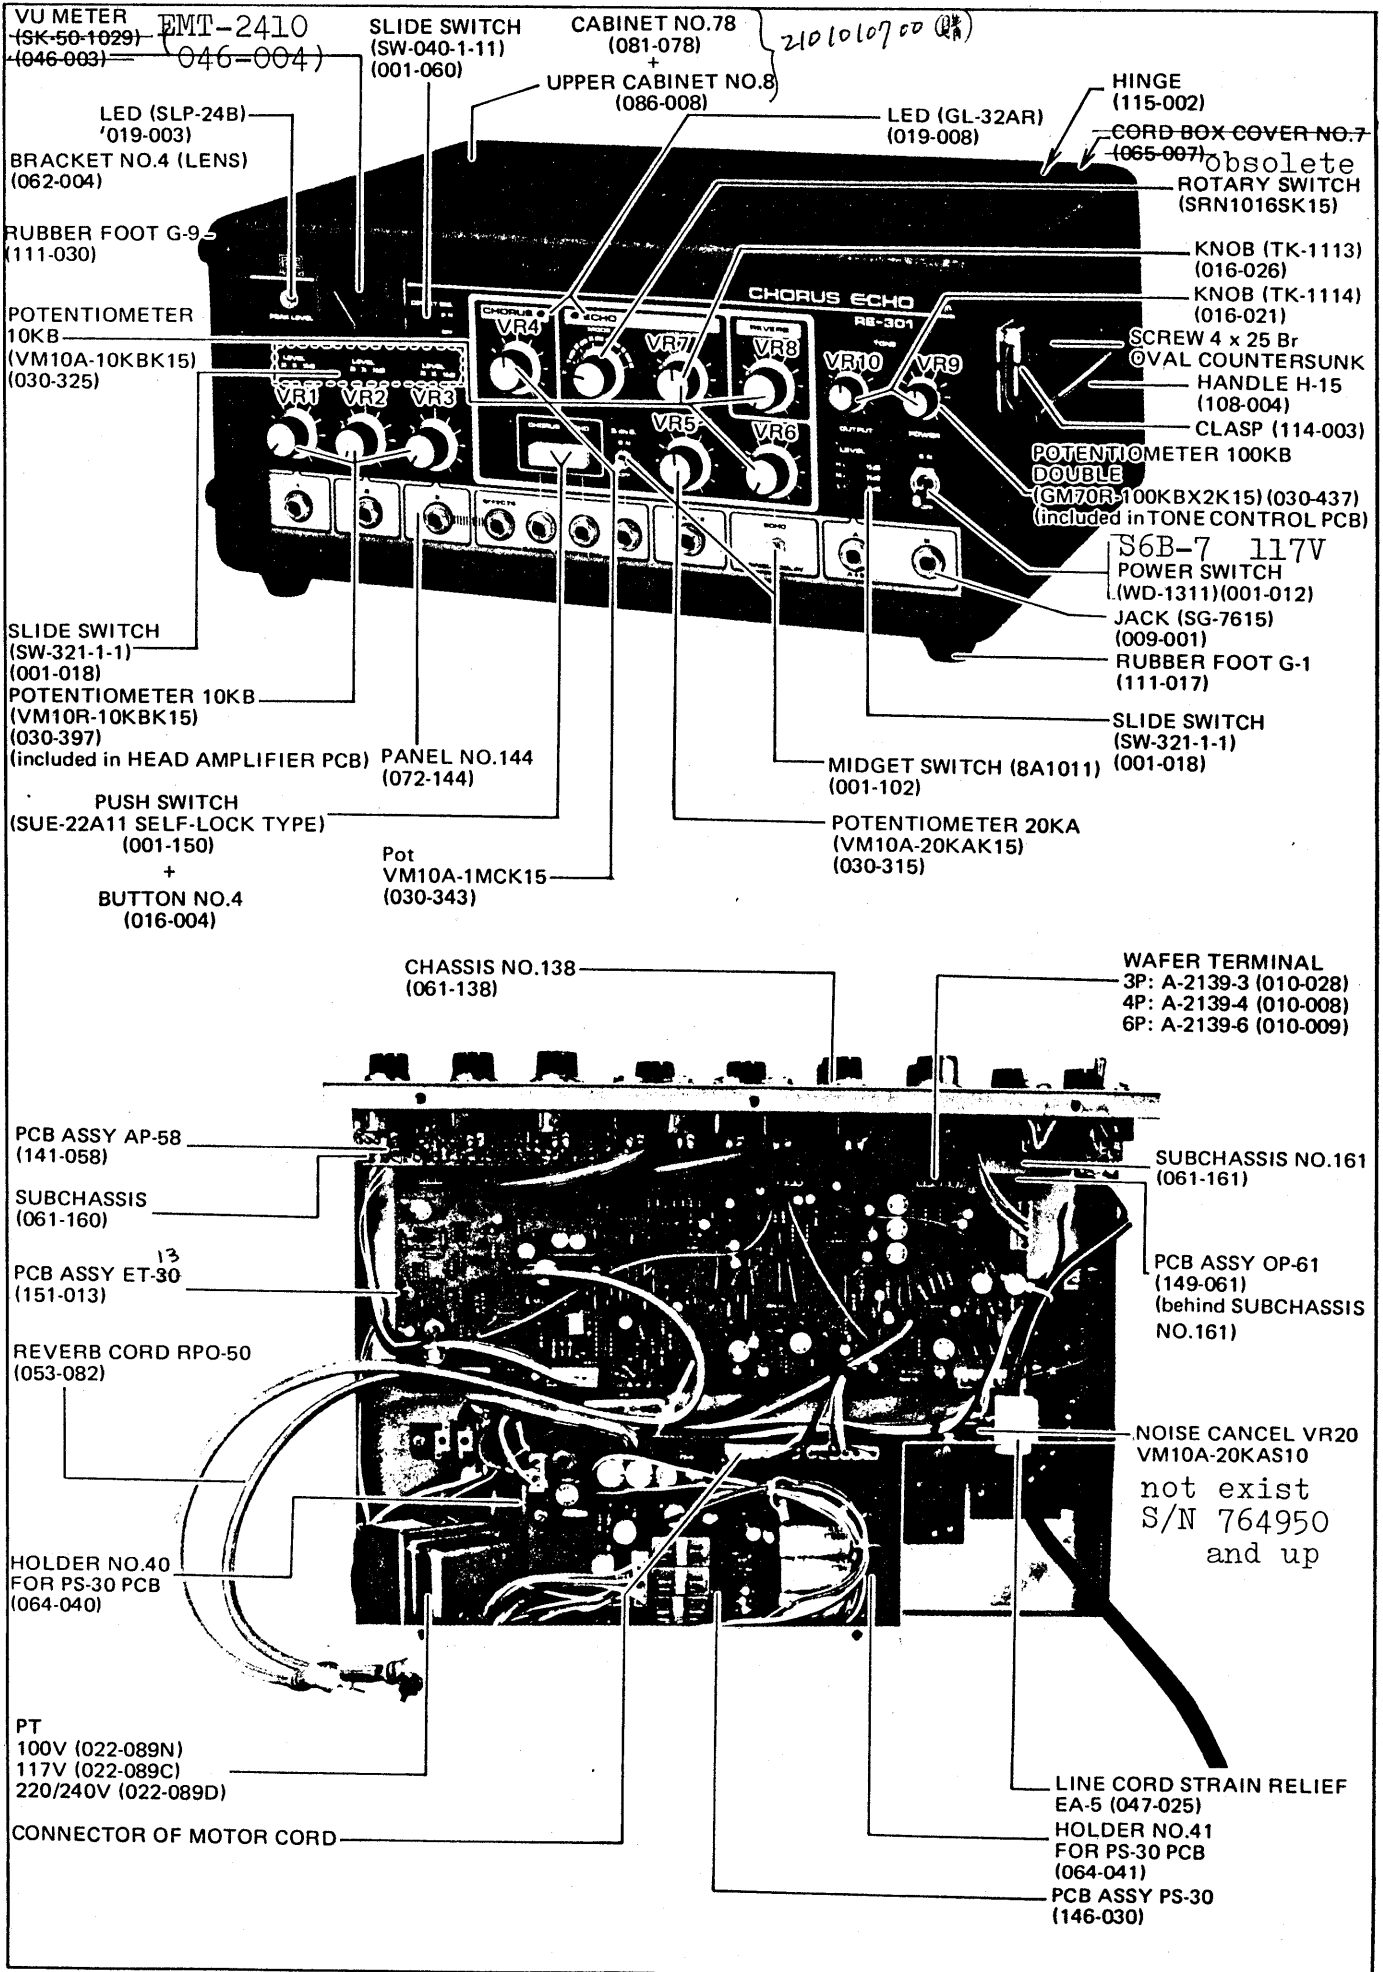 VU METER
(SK-50-1029)
(046-003)
EMT-2410
(046-004)
SLIDE SWITCH
(SW-040-1-11)
(001-060)
CABINET NO.78
(081-078)
+
UPPER CABINET NO.8
(086-008)
2101010700 (購)
HINGE
(115-002)
CORD BOX COVER NO.7
(065-007)
obsolete
LED (SLP-24B)
(019-003)
LED (GL-32AR)
(019-008)
BRACKET NO.4 (LENS)
(062-004)
ROTARY SWITCH
(SRN1016SK15)
RUBBER FOOT G-9
(111-030)
KNOB (TK-1113)
(016-026)
KNOB (TK-1114)
(016-021)
POTENTIOMETER
10KB
(VM10A-10KBK15)
(030-325)
SCREW 4 x 25 Br
OVAL COUNTERSUNK
HANDLE H-15
(108-004)
CLASP (114-003)
POTENTIOMETER 100KB
DOUBLE
(GM70R-100KBX2K15) (030-437)
(included in TONE CONTROL PCB)
S6B-7 117V
POWER SWITCH
(WD-1311)(001-012)
JACK (SG-7615)
(009-001)
RUBBER FOOT G-1
(111-017)
CHORUS ECHO
RE-301
PEAK LEVEL
CHORUS
ECHO
REVERB
TONE
VR4
VR7
VR8
VR10
VR9
LEVEL
LEVEL
LEVEL
VR1
VR2
VR3
VR5
VR6
CHORUS ECHO
OUTPUT
LEVEL
POWER
ECHO
SLIDE SWITCH
(SW-321-1-1)
(001-018)
POTENTIOMETER 10KB
(VM10R-10KBK15)
(030-397)
(included in HEAD AMPLIFIER PCB)
PANEL NO.144
(072-144)
SLIDE SWITCH
(SW-321-1-1)
(001-018)
MIDGET SWITCH (8A1011)
(001-102)
PUSH SWITCH
(SUE-22A11 SELF-LOCK TYPE)
(001-150)
+
BUTTON NO.4
(016-004)
Pot
VM10A-1MCK15
(030-343)
POTENTIOMETER 20KA
(VM10A-20KAK15)
(030-315)
CHASSIS NO.138
(061-138)
WAFER TERMINAL
3P: A-2139-3 (010-028)
4P: A-2139-4 (010-008)
6P: A-2139-6 (010-009)
PCB ASSY AP-58
(141-058)
SUBCHASSIS
(061-160)
SUBCHASSIS NO.161
(061-161)
13
PCB ASSY ET-30
(151-013)
PCB ASSY OP-61
(149-061)
(behind SUBCHASSIS
NO.161)
REVERB CORD RPO-50
(053-082)
NOISE CANCEL VR20
VM10A-20KAS10
not exist
S/N 764950
and up
HOLDER NO.40
FOR PS-30 PCB
(064-040)
PT
100V (022-089N)
117V (022-089C)
220/240V (022-089D)
CONNECTOR OF MOTOR CORD
LINE CORD STRAIN RELIEF
EA-5 (047-025)
HOLDER NO.41
FOR PS-30 PCB
(064-041)
PCB ASSY PS-30
(146-030)